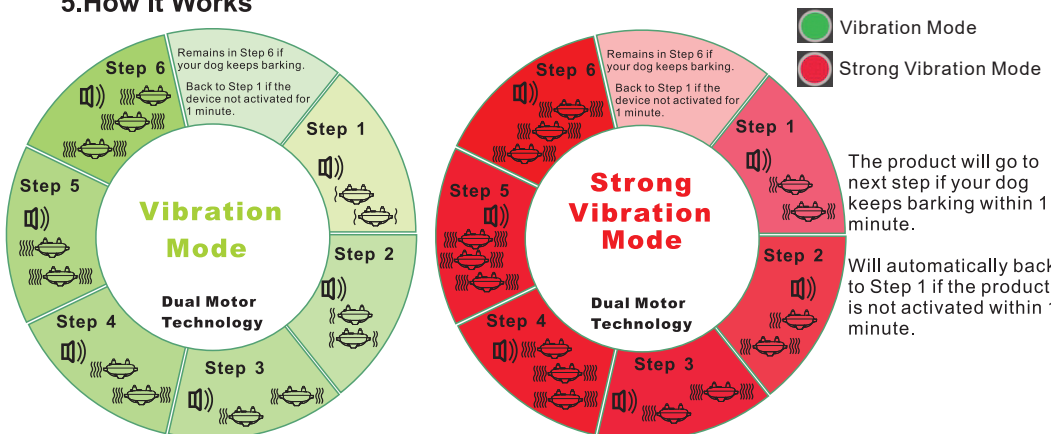 5.How It Works
Remains in Step 6 if
your dog keeps barking.
Back to Step 1 if the
device not activated for
1 minute.
Step 1
Step 2
Step 3
Step 4
Step 5
Step 6
Vibration
Mode
Dual Motor
Technology
Remains in Step 6 if
your dog keeps barking.
Back to Step 1 if the
device not activated for
1 minute.
Step 1
Step 2
Step 3
Step 4
Step 5
Step 6
Strong
Vibration
Mode
Dual Motor
Technology
Vibration Mode
Strong Vibration Mode
The product will go to
next step if your dog
keeps barking within 1
minute.
Will automatically back
to Step 1 if the product
is not activated within 1
minute.